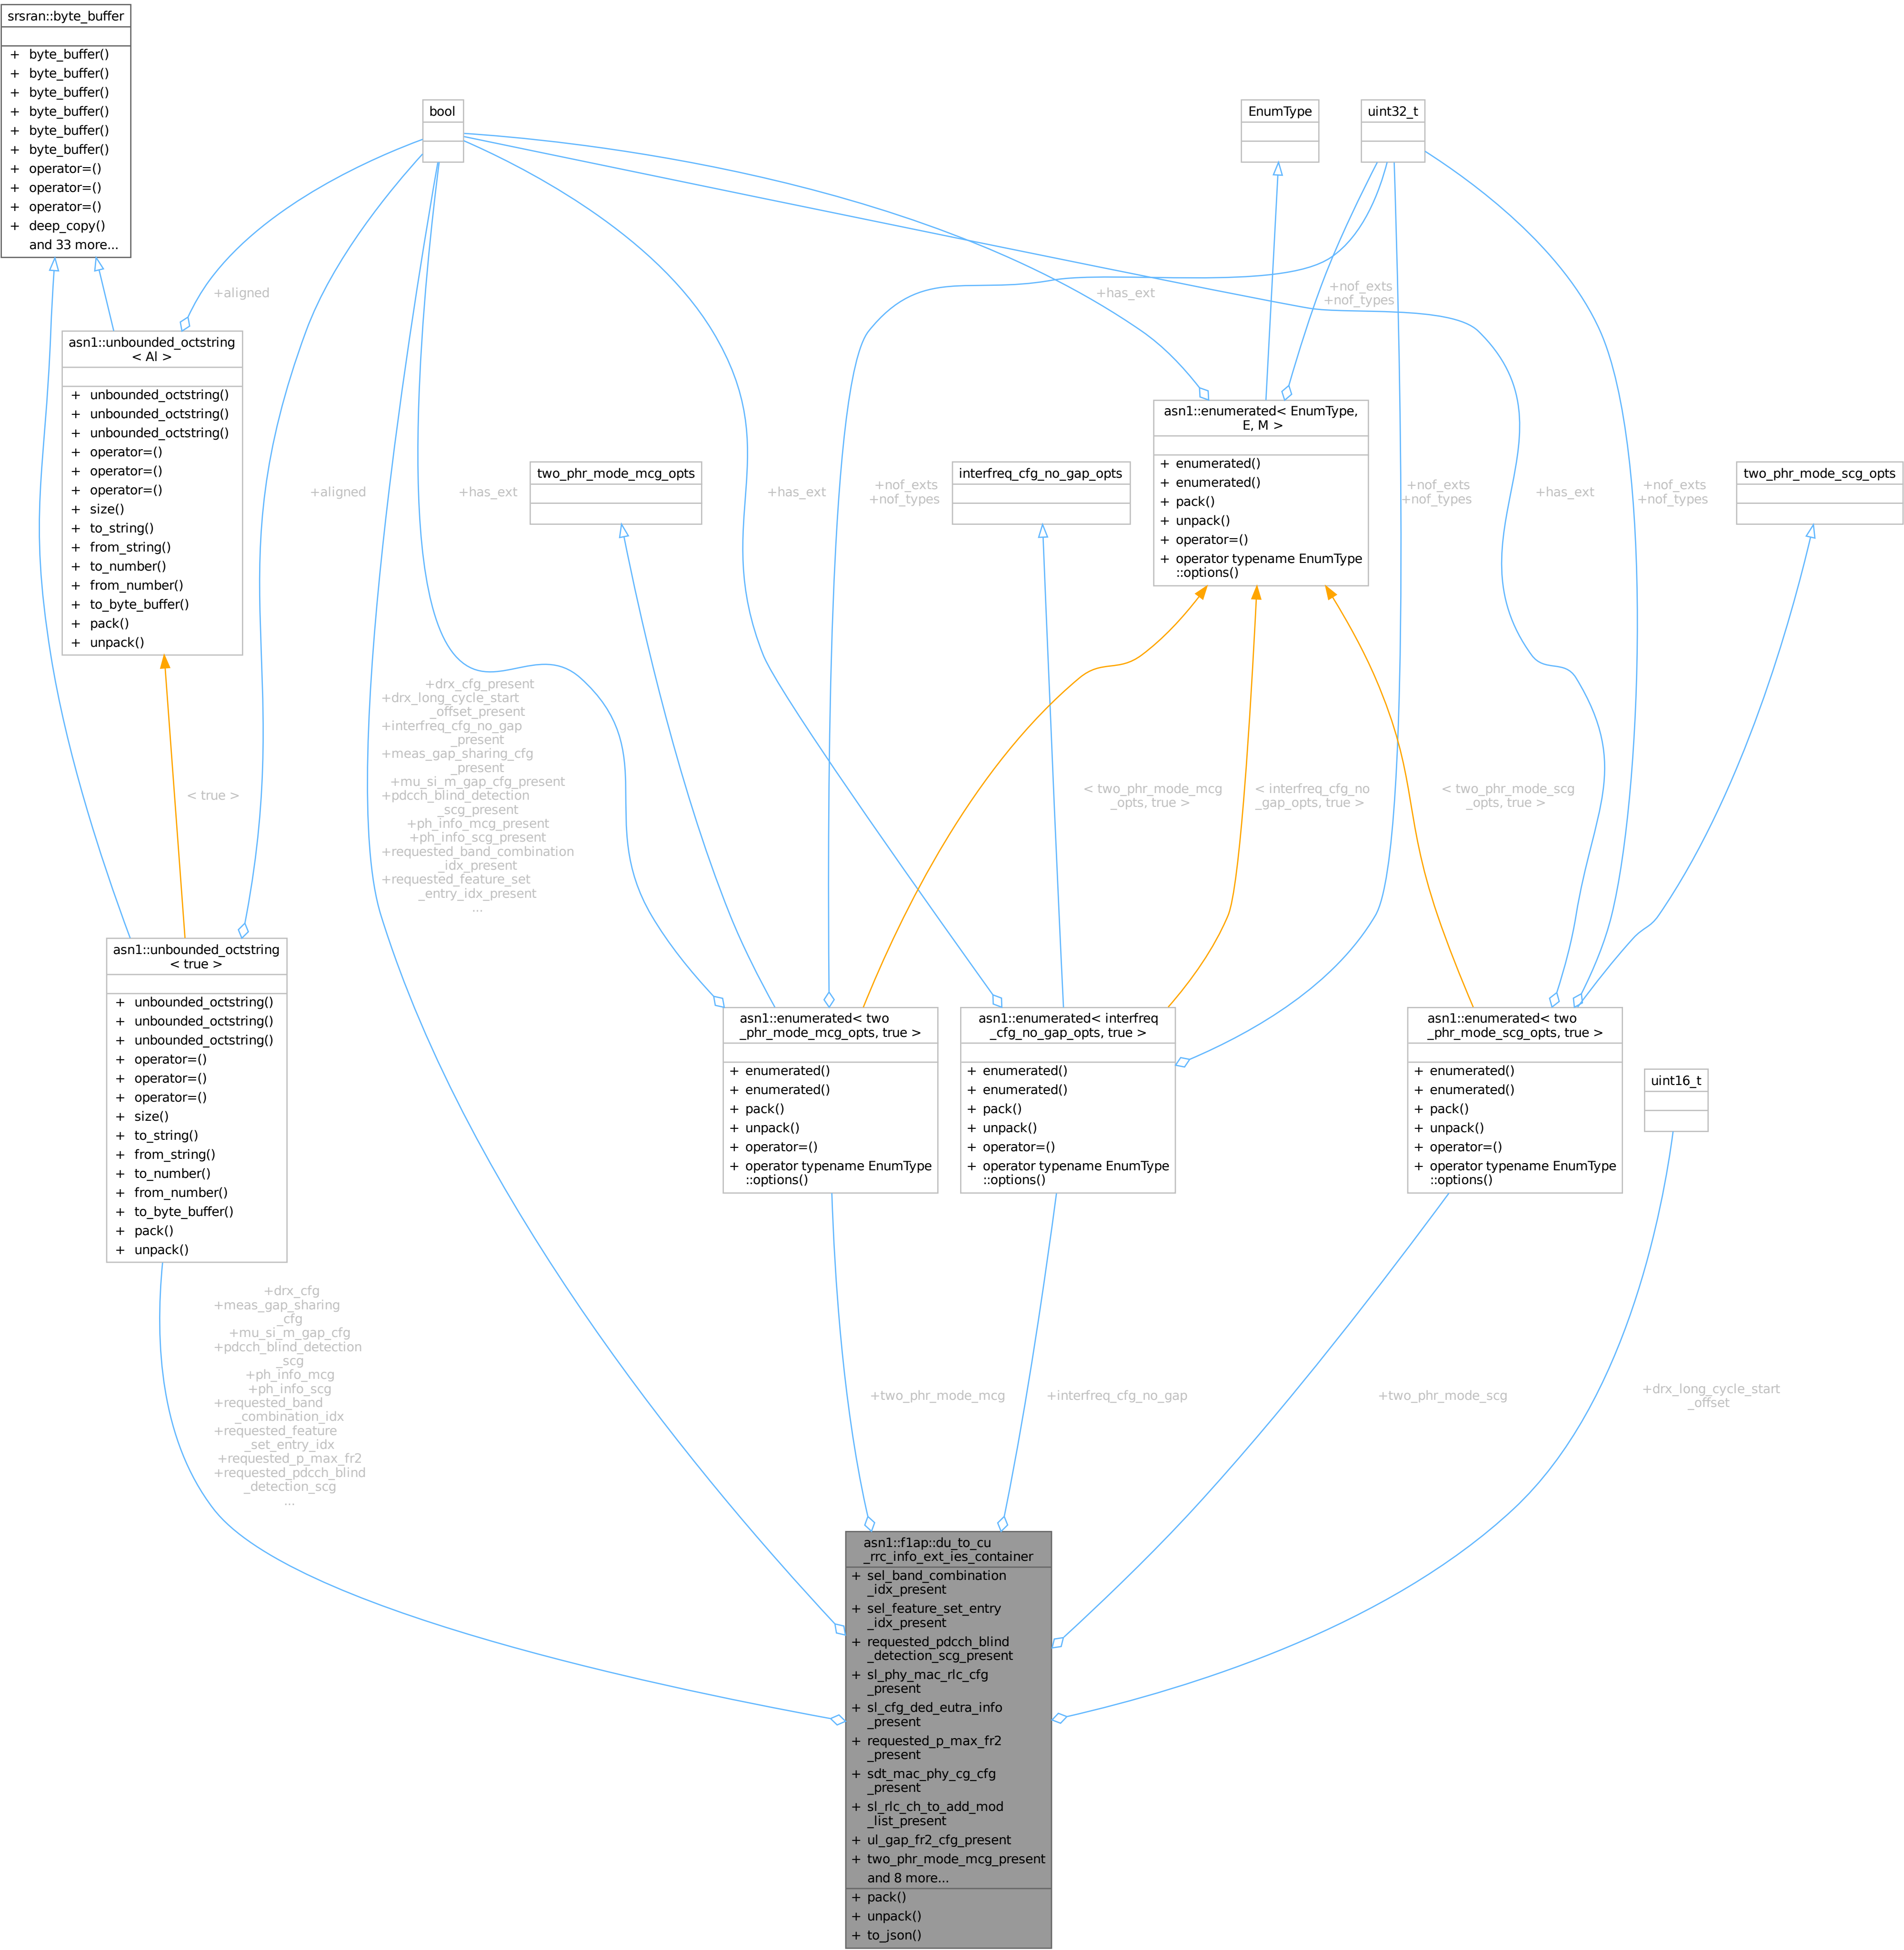 srsran::byte_buffer
+ byte_buffer()
+ byte_buffer()
+ byte_buffer()
+ byte_buffer()
+ byte_buffer()
+ byte_buffer()
+ operator=()
+ operator=()
+ operator=()
+ deep_copy()
and 33 more...
bool
EnumType
uint32_t
+aligned
+has_ext
+nof_exts
+nof_types
asn1::unbounded_octstring
< Al >
+ unbounded_octstring()
+ unbounded_octstring()
+ unbounded_octstring()
+ operator=()
+ operator=()
+ operator=()
+ size()
+ to_string()
+ from_string()
+ to_number()
+ from_number()
+ to_byte_buffer()
+ pack()
+ unpack()
asn1::enumerated< EnumType,
E, M >
+ enumerated()
+ enumerated()
+ pack()
+ unpack()
+ operator=()
+ operator typename EnumType
::options()
+aligned
+has_ext
two_phr_mode_mcg_opts
+has_ext
+nof_exts
+nof_types
interfreq_cfg_no_gap_opts
+nof_exts
+nof_types
+has_ext
+nof_exts
+nof_types
two_phr_mode_scg_opts
+drx_cfg_present
+drx_long_cycle_start
_offset_present
+interfreq_cfg_no_gap
_present
+meas_gap_sharing_cfg
_present
+mu_si_m_gap_cfg_present
+pdcch_blind_detection
_scg_present
+ph_info_mcg_present
+ph_info_scg_present
+requested_band_combination
_idx_present
+requested_feature_set
_entry_idx_present
...
< true >
< two_phr_mode_mcg
_opts, true >
< interfreq_cfg_no
_gap_opts, true >
< two_phr_mode_scg
_opts, true >
asn1::unbounded_octstring
< true >
+ unbounded_octstring()
+ unbounded_octstring()
+ unbounded_octstring()
+ operator=()
+ operator=()
+ operator=()
+ size()
+ to_string()
+ from_string()
+ to_number()
+ from_number()
+ to_byte_buffer()
+ pack()
+ unpack()
asn1::enumerated< two
_phr_mode_mcg_opts, true >
+ enumerated()
+ enumerated()
+ pack()
+ unpack()
+ operator=()
+ operator typename EnumType
::options()
asn1::enumerated< interfreq
_cfg_no_gap_opts, true >
+ enumerated()
+ enumerated()
+ pack()
+ unpack()
+ operator=()
+ operator typename EnumType
::options()
asn1::enumerated< two
_phr_mode_scg_opts, true >
+ enumerated()
+ enumerated()
+ pack()
+ unpack()
+ operator=()
+ operator typename EnumType
::options()
uint16_t
+drx_cfg
+meas_gap_sharing
_cfg
+mu_si_m_gap_cfg
+pdcch_blind_detection
_scg
+ph_info_mcg
+ph_info_scg
+requested_band
_combination_idx
+requested_feature
_set_entry_idx
+requested_p_max_fr2
+requested_pdcch_blind
_detection_scg
...
+two_phr_mode_mcg
+interfreq_cfg_no_gap
+two_phr_mode_scg
+drx_long_cycle_start
_offset
asn1::f1ap::du_to_cu
_rrc_info_ext_ies_container
+ sel_band_combination
_idx_present
+ sel_feature_set_entry
_idx_present
+ requested_pdcch_blind
_detection_scg_present
+ sl_phy_mac_rlc_cfg
_present
+ sl_cfg_ded_eutra_info
_present
+ requested_p_max_fr2
_present
+ sdt_mac_phy_cg_cfg
_present
+ sl_rlc_ch_to_add_mod
_list_present
+ ul_gap_fr2_cfg_present
+ two_phr_mode_mcg_present
and 8 more...
+ pack()
+ unpack()
+ to_json()